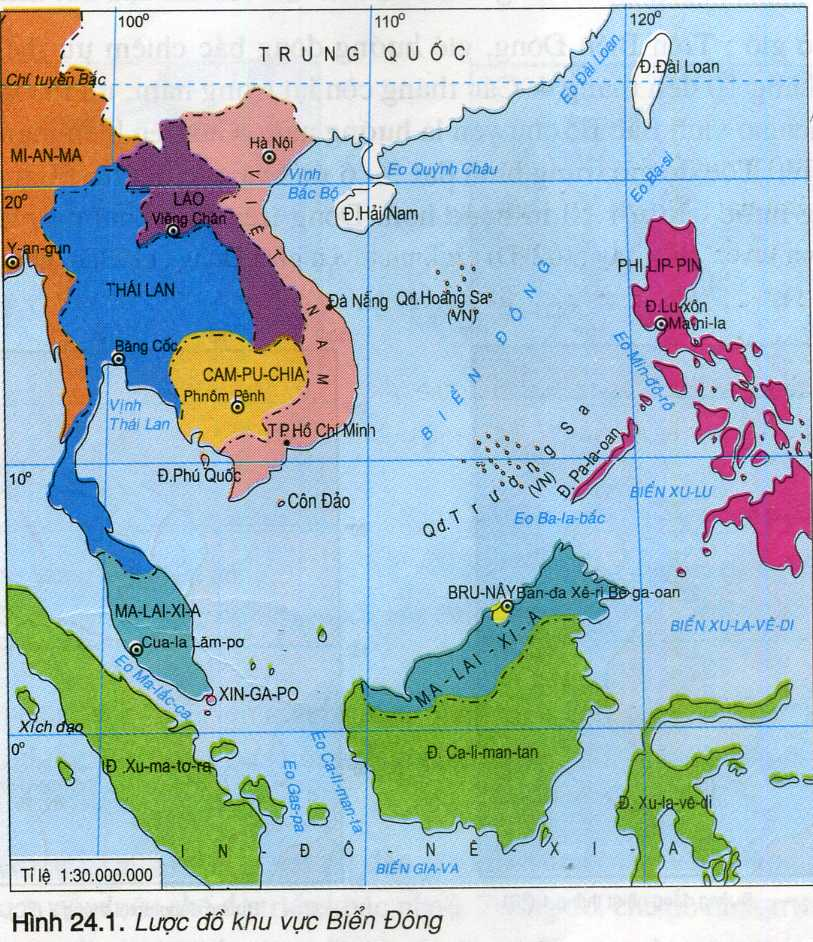 100°
110°
120°
TRUNG QUỐC
Eo Đài Loan
Đ.Đài Loan
Chí tuyến Bắc
MI-AN-MA
Hà Nội
Vịnh
Bắc Bộ
Eo Quỳnh Châu
Eo Ba-si
LÀO
VIỆT NAM
20°
Viêng Chăn
Đ.Hải Nam
Y-an-gun
THÁI LAN
Đà Nẵng
Qđ.Hoàng Sa
(VN)
BIỂN ĐÔNG
PHI-LIP-PIN
Đ.Lu-xôn
Ma-ni-la
Băng Cốc
CAM-PU-CHIA
Phnôm Pênh
Eo Min-đô-rô
Vịnh
Thái Lan
T.P.Hồ Chí Minh
10°
Đ.Phú Quốc
Côn Đảo
Qđ.Trường Sa
(VN)
Đ.Pa-la-oan
BIỂN XU-LU
Eo Ba-la-bắc
MA-LAI-XI-A
BRU-NÂY
Ban-đa Xê-ri Bê-ga-oan
BIỂN XU-LA-VÊ-DI
Cua-la Lăm-pơ
Eo Ma-lắc-ca
XIN-GA-PO
MA-LAI-XI-A
Xích đạo
0°
Đ.Xu-ma-tơ-ra
Eo Gas-pa
Eo Ca-li-man-ta
Đ. Ca-li-man-tan
Đ. Xu-la-vê-di
IN-ĐÔ-NÊ-XI-A
BIỂN GIA-VA
Tỉ lệ 1:30.000.000
Hình 24.1. Lược đồ khu vực Biển Đông